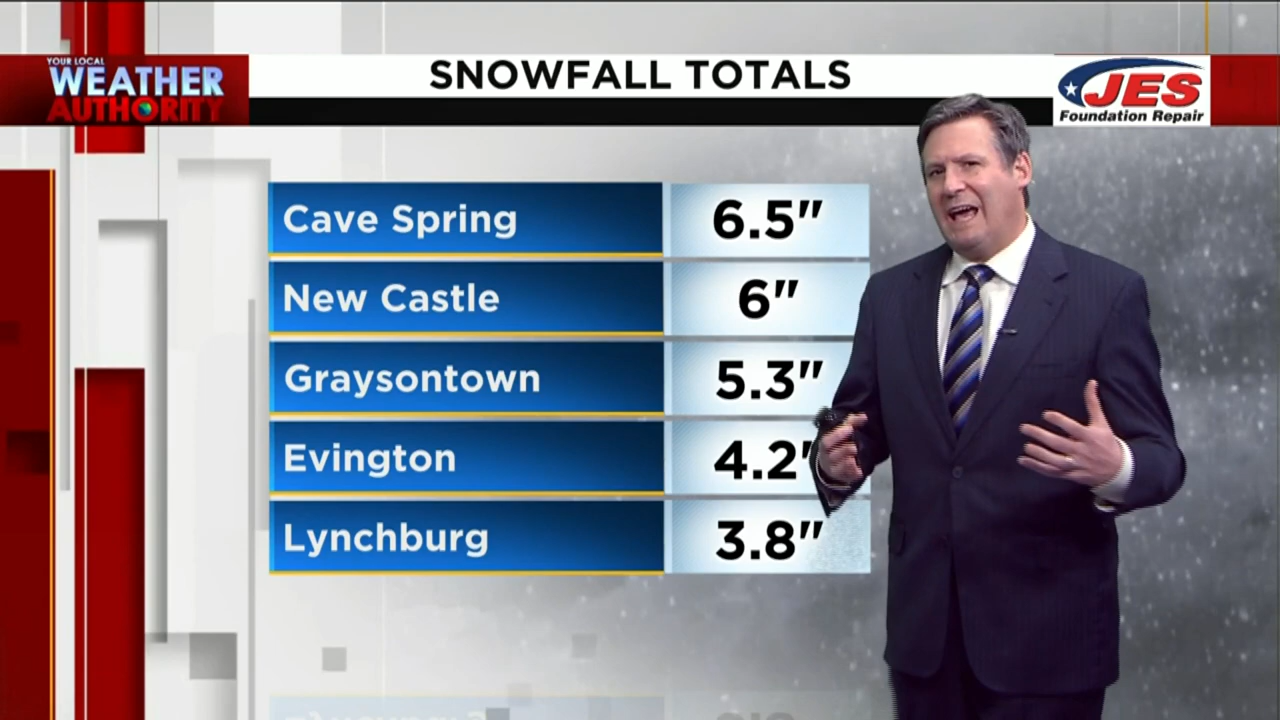 YOUR LOCAL
WEATHER
AUTHORITY
SNOWFALL TOTALS
JES
Foundation Repair
Cave Spring 6.5"
New Castle 6"
Graysontown 5.3"
Evington 4.2"
Lynchburg 3.8"